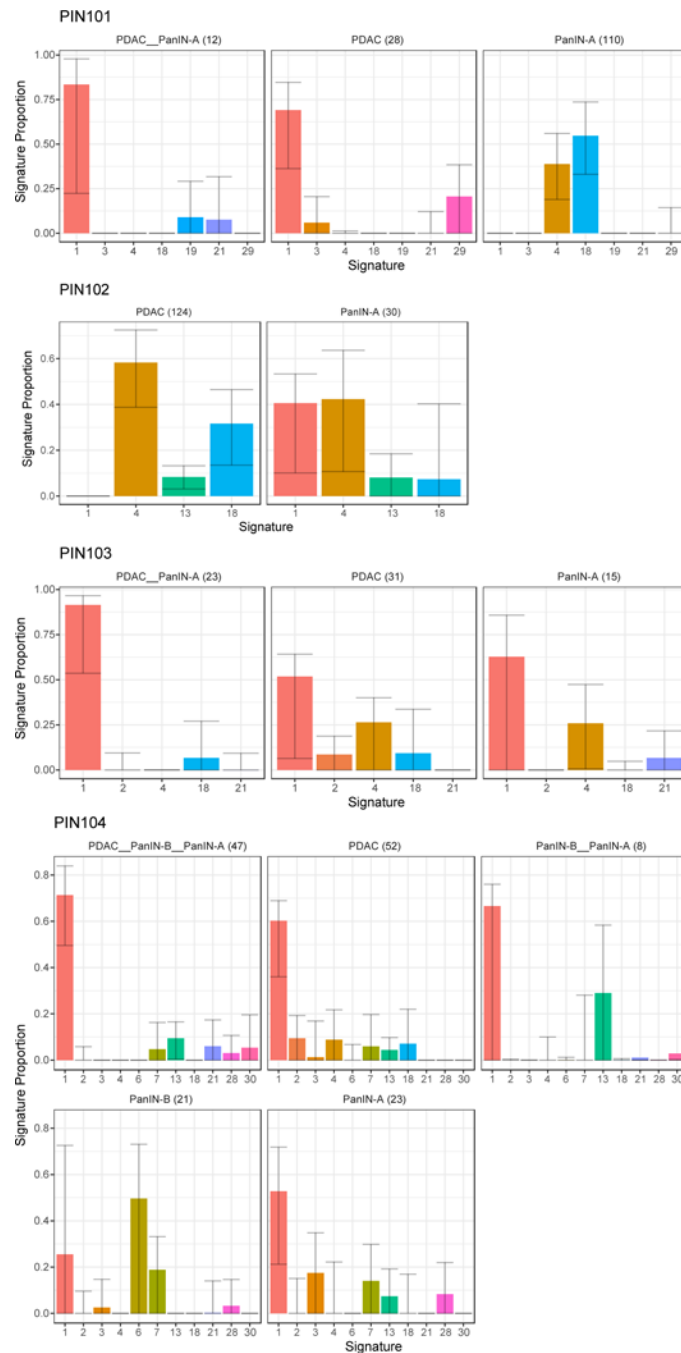 PIN101
PDAC__PanIN-A (12) PDAC (28) PanIN-A (110)
Signature Proportion
1.00
0.75
0.50
0.25
0.00
1 3 4 18 19 21 29 1 3 4 18 19 21 29 1 3 4 18 19 21 29
Signature
PIN102
PDAC (124) PanIN-A (30)
Signature Proportion
0.6
0.4
0.2
0.0
1 4 13 18 1 4 13 18
Signature
PIN103
PDAC__PanIN-A (23) PDAC (31) PanIN-A (15)
Signature Proportion
1.00
0.75
0.50
0.25
0.00
1 2 4 18 21 1 2 4 18 21 1 2 4 18 21
Signature
PIN104
PDAC__PanIN-B__PanIN-A (47) PDAC (52) PanIN-B__PanIN-A (8)
0.8
0.6
0.4
0.2
0.0
1 2 3 4 6 7 13 18 21 28 30 1 2 3 4 6 7 13 18 21 28 30 1 2 3 4 6 7 13 18 21 28 30
Signature Proportion
PanIN-B (21) PanIN-A (23)
0.8
0.6
0.4
0.2
0.0
1 2 3 4 6 7 13 18 21 28 30 1 2 3 4 6 7 13 18 21 28 30
Signature